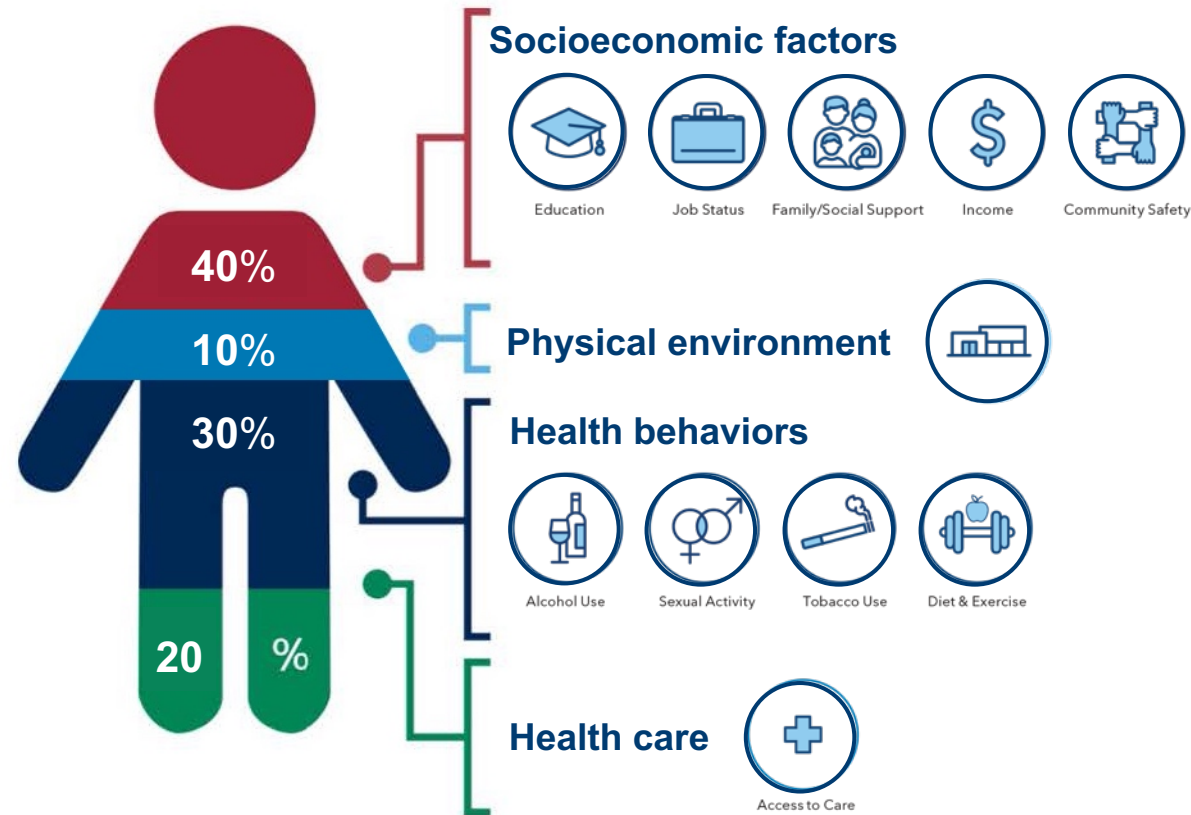 Socioeconomic factors
Education
Job Status
Family/Social Support
Income
Community Safety
40%
10%
Physical environment
30%
Health behaviors
Alcohol Use
Sexual Activity
Tobacco Use
Diet & Exercise
20 %
Health care
Access to Care